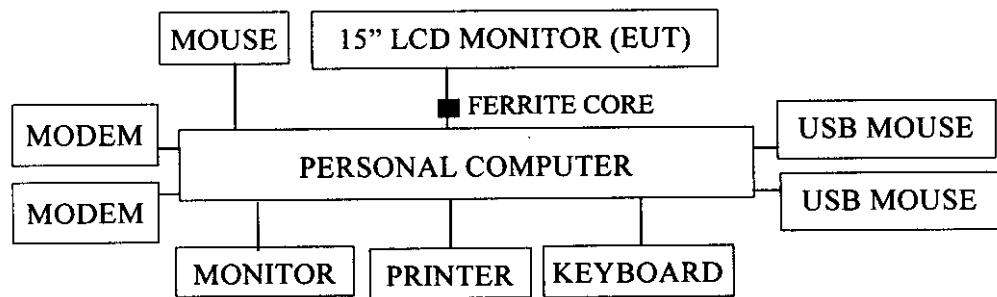 MOUSE
15” LCD MONITOR (EUT)
FERRITE CORE
MODEM
USB MOUSE
PERSONAL COMPUTER
MODEM
USB MOUSE
MONITOR
PRINTER
KEYBOARD